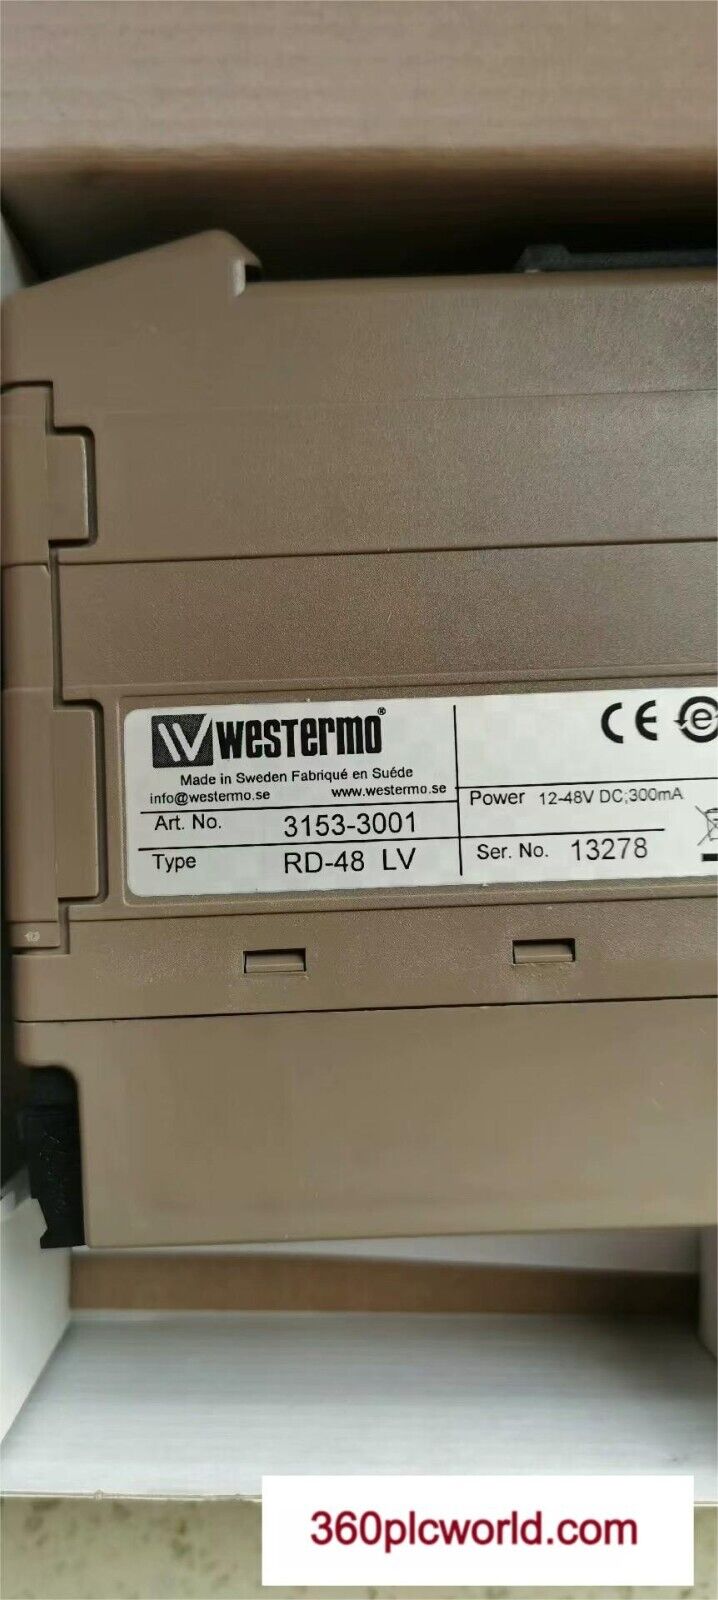 Westermo®
Made in Sweden Fabriqué en Suéde
info@westermo.se www.westermo.se
Art. No. 3153-3001
Type RD-48 LV
CE e
Power 12-48V DC;300mA
Ser. No. 13278
360plcworld.com